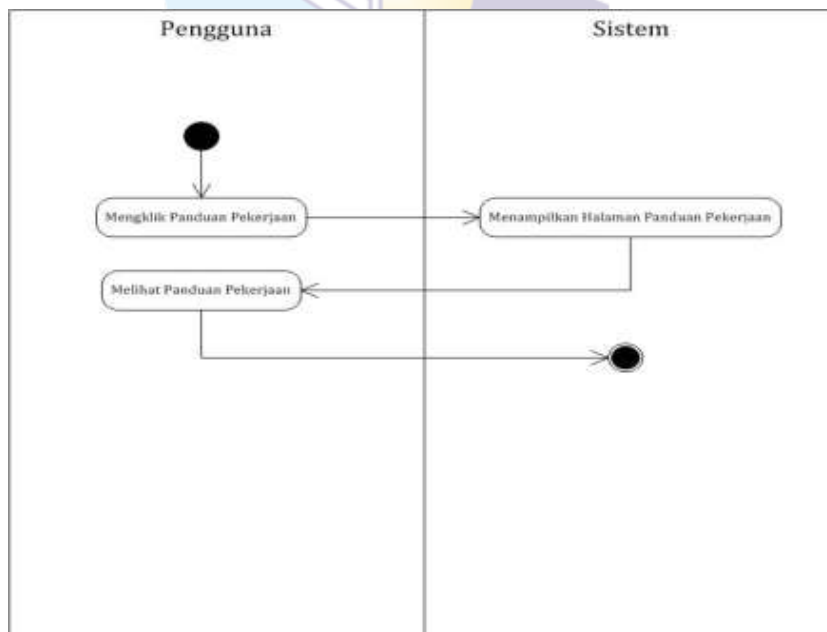 Pengguna
Sistem
Mengklik Panduan Pekerjaan
Menampilkan Halaman Panduan Pekerjaan
Melihat Panduan Pekerjaan